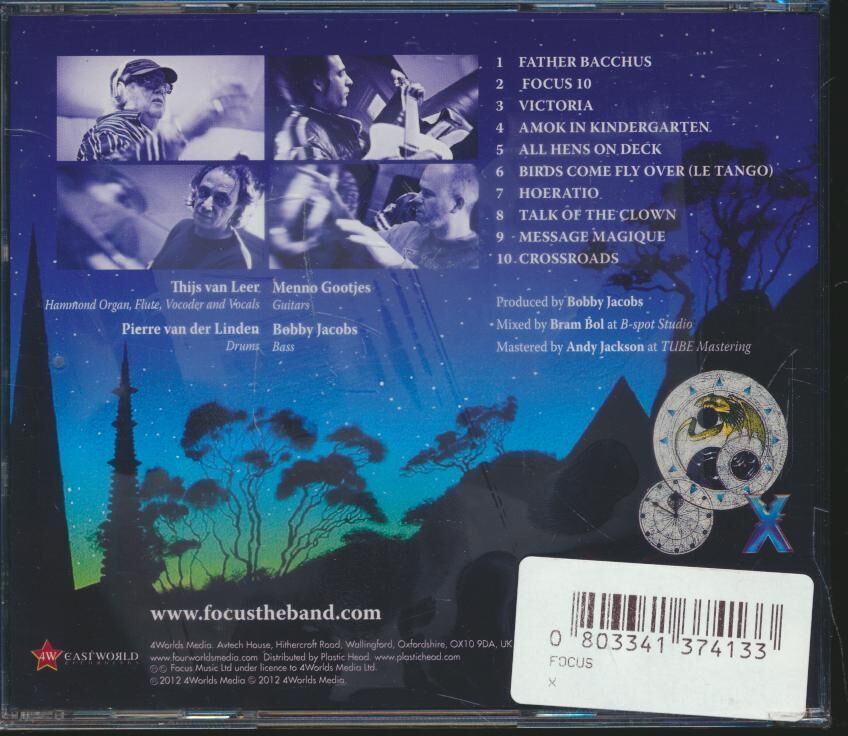 1 FATHER BACCHUS
2 FOCUS 10
3 VICTORIA
4 AMOK IN KINDERGARTEN
5 ALL HENS ON DECK
6 BIRDS COME FLY OVER (LE TANGO)
7 HOERATIO
8 TALK OF THE CLOWN
9 MESSAGE MAGIQUE
10 CROSSROADS
Thijs van Leer
Hammond Organ, Flute, Vocoder and Vocals
Menno Gootjes
Guitars
Pierre van der Linden
Drums
Bobby Jacobs
Bass
Produced by Bobby Jacobs
Mixed by Bram Bol at B-spot Studio
Mastered by Andy Jackson at TUBE Mastering
X
www.focustheband.com
4W EASTWORLD
RECORDINGS
4Worlds Media. Avtech House, Hithercroft Road, Wallingford, Oxfordshire, OX10 9DA, UK
www.fourworldsmedia.com Distributed by Plastic Head. www.plastichead.com
℗© Focus Music Ltd under licence to 4Worlds Media Ltd.
℗ 2012 4Worlds Media © 2012 4Worlds Media.
0 803341 374133
FOCUS
X